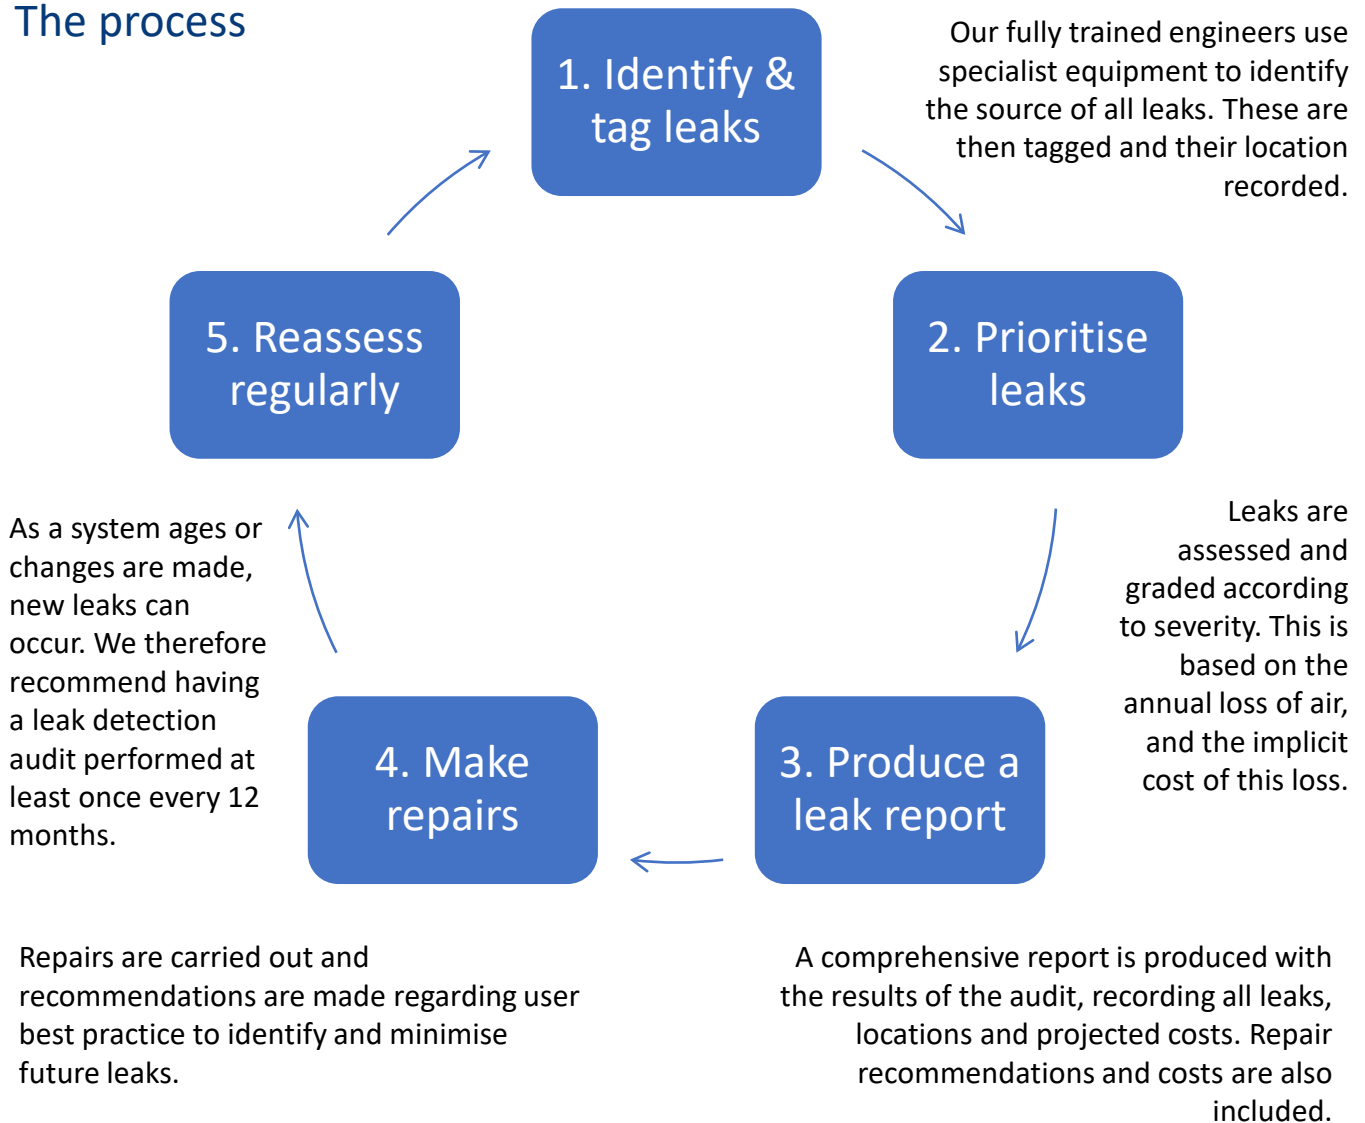 The process
1. Identify &
tag leaks
Our fully trained engineers use
specialist equipment to identify
the source of all leaks. These are
then tagged and their location
recorded.
2. Prioritise
leaks
Leaks are
assessed and
graded according
to severity. This is
based on the
annual loss of air,
and the implicit
cost of this loss.
3. Produce a
leak report
A comprehensive report is produced with
the results of the audit, recording all leaks,
locations and projected costs. Repair
recommendations and costs are also
included.
4. Make
repairs
Repairs are carried out and
recommendations are made regarding user
best practice to identify and minimise
future leaks.
5. Reassess
regularly
As a system ages or
changes are made,
new leaks can
occur. We therefore
recommend having
a leak detection
audit performed at
least once every 12
months.